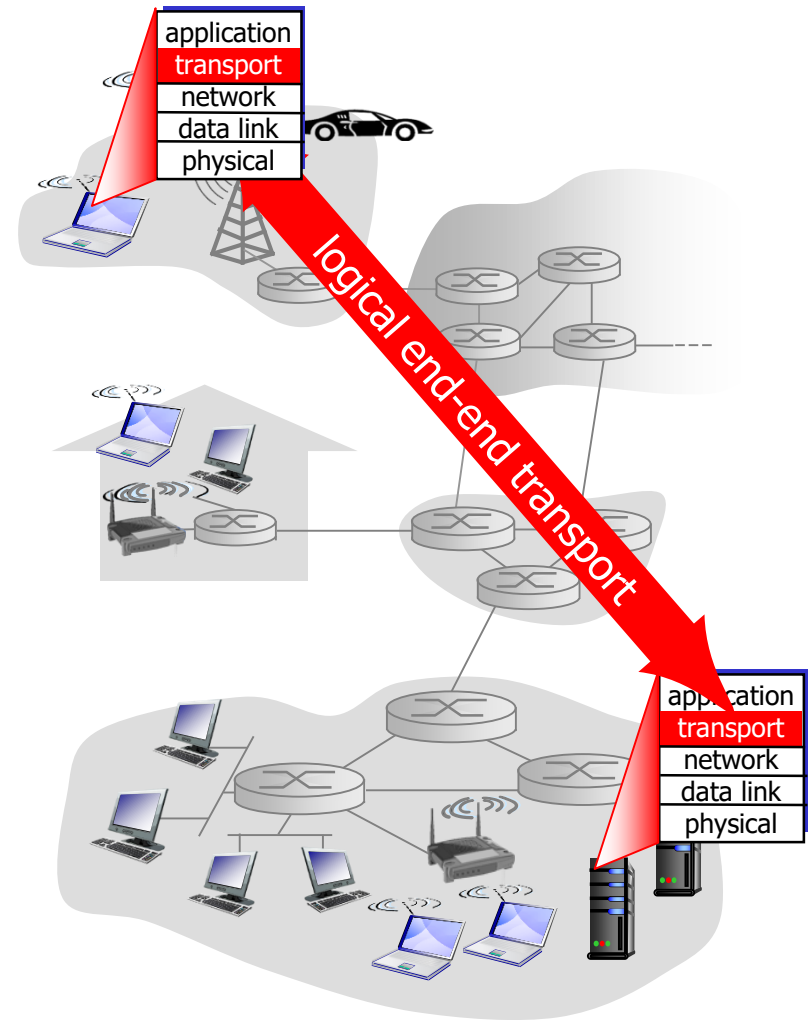 application
transport
network
data link
physical
logical end-end transport
application
transport
network
data link
physical